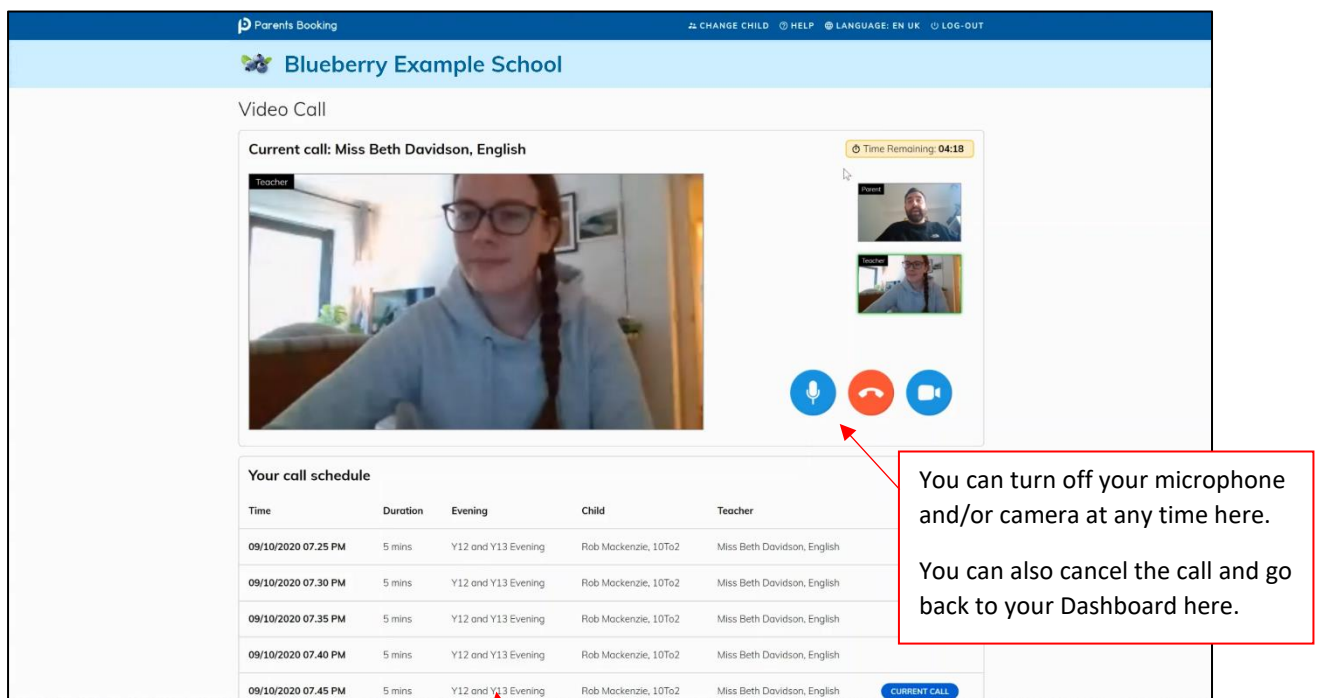 Parents Booking
CHANGE CHILD HELP LANGUAGE: EN UK LOG-OUT
Blueberry Example School
Video Call
Current call: Miss Beth Davidson, English
Time Remaining: 04:18
Teacher
Parent
Teacher
You can turn off your microphone
and/or camera at any time here.
You can also cancel the call and go
back to your Dashboard here.
Your call schedule
Time Duration Evening Child Teacher
09/10/2020 07.25 PM 5 mins Y12 and Y13 Evening Rob Mackenzie, 10To2 Miss Beth Davidson, English
09/10/2020 07.30 PM 5 mins Y12 and Y13 Evening Rob Mackenzie, 10To2 Miss Beth Davidson, English
09/10/2020 07.35 PM 5 mins Y12 and Y13 Evening Rob Mackenzie, 10To2 Miss Beth Davidson, English
09/10/2020 07.40 PM 5 mins Y12 and Y13 Evening Rob Mackenzie, 10To2 Miss Beth Davidson, English
09/10/2020 07.45 PM 5 mins Y12 and Y13 Evening Rob Mackenzie, 10To2 Miss Beth Davidson, English CURRENT CALL